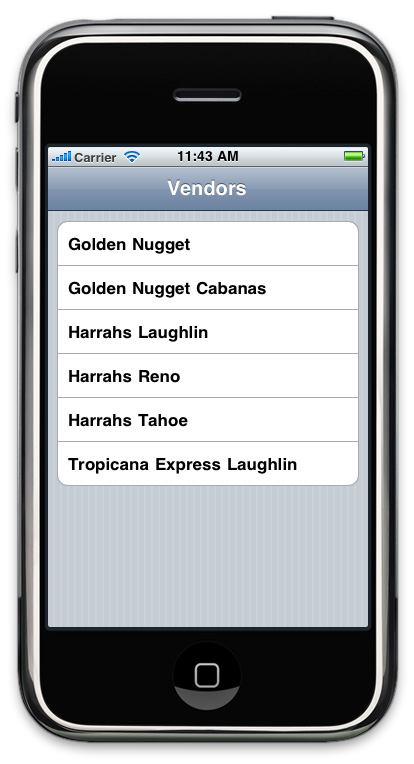 Carrier 11:43 AM
Vendors
Golden Nugget
Golden Nugget Cabanas
Harrahs Laughlin
Harrahs Reno
Harrahs Tahoe
Tropicana Express Laughlin